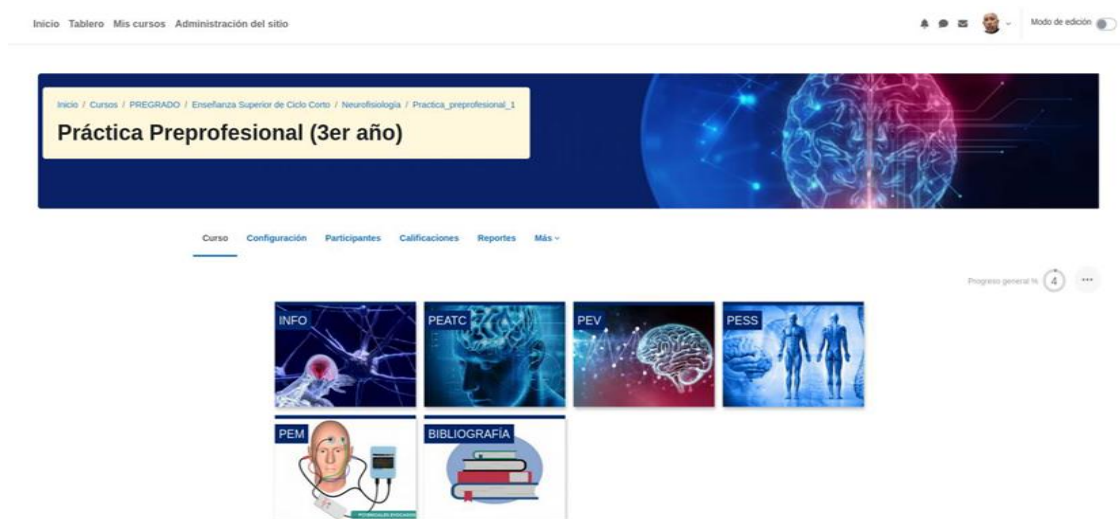 Inicio Tablero Mis cursos Administración del sitio
Modo de edición
Inicio / Cursos / PREGRADO / Enseñanza Superior de Ciclo Corto / Neurofisiología / Practica_preprofesional_1
Práctica Preprofesional (3er año)
Curso Configuración Participantes Calificaciones Reportes Más
Progreso general % 4
INFO PEATC PEV PESS
PEM BIBLIOGRAFÍA
POTENCIALES EVOCADOS